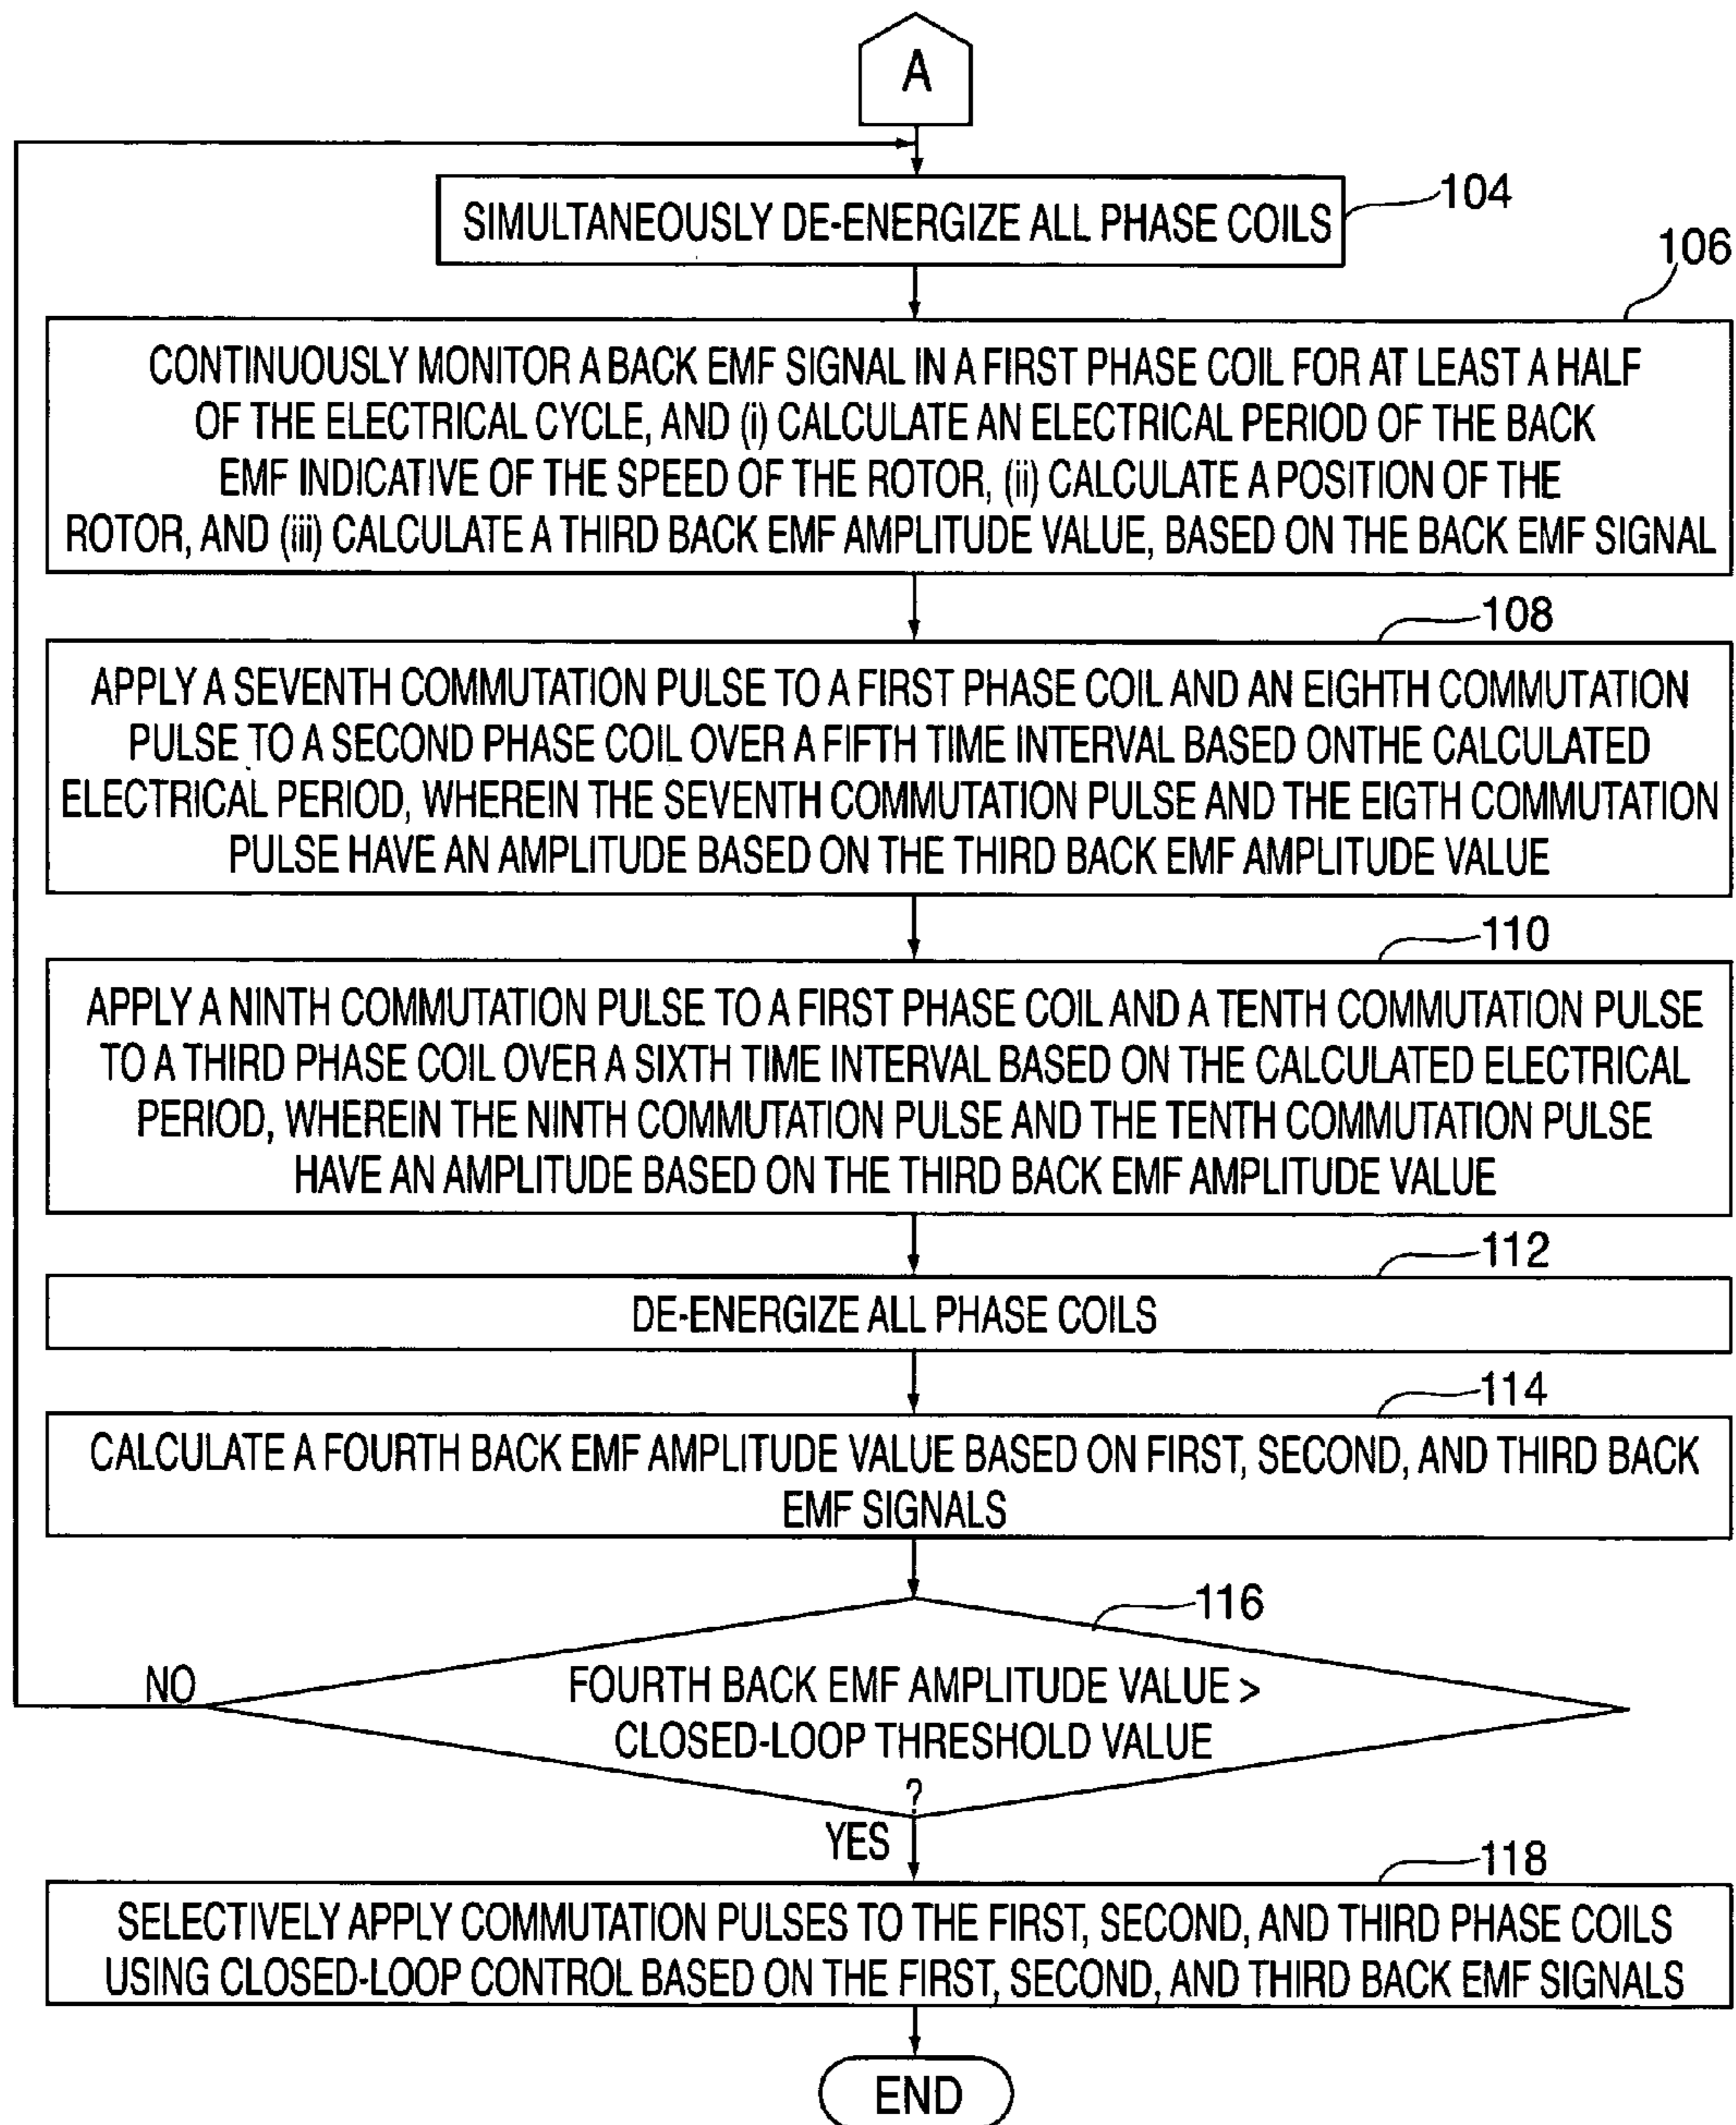 A
SIMULTANEOUSLY DE-ENERGIZE ALL PHASE COILS
104
106
CONTINUOUSLY MONITOR A BACK EMF SIGNAL IN A FIRST PHASE COIL FOR AT LEAST A HALF
OF THE ELECTRICAL CYCLE, AND (i) CALCULATE AN ELECTRICAL PERIOD OF THE BACK
EMF INDICATIVE OF THE SPEED OF THE ROTOR, (ii) CALCULATE A POSITION OF THE
ROTOR, AND (iii) CALCULATE A THIRD BACK EMF AMPLITUDE VALUE, BASED ON THE BACK EMF SIGNAL
108
APPLY A SEVENTH COMMUTATION PULSE TO A FIRST PHASE COIL AND AN EIGHTH COMMUTATION
PULSE TO A SECOND PHASE COIL OVER A FIFTH TIME INTERVAL BASED ONTHE CALCULATED
ELECTRICAL PERIOD, WHEREIN THE SEVENTH COMMUTATION PULSE AND THE EIGTH COMMUTATION
PULSE HAVE AN AMPLITUDE BASED ON THE THIRD BACK EMF AMPLITUDE VALUE
110
APPLY A NINTH COMMUTATION PULSE TO A FIRST PHASE COIL AND A TENTH COMMUTATION PULSE
TO A THIRD PHASE COIL OVER A SIXTH TIME INTERVAL BASED ON THE CALCULATED ELECTRICAL
PERIOD, WHEREIN THE NINTH COMMUTATION PULSE AND THE TENTH COMMUTATION PULSE
HAVE AN AMPLITUDE BASED ON THE THIRD BACK EMF AMPLITUDE VALUE
112
DE-ENERGIZE ALL PHASE COILS
114
CALCULATE A FOURTH BACK EMF AMPLITUDE VALUE BASED ON FIRST, SECOND, AND THIRD BACK
EMF SIGNALS
116
NO
FOURTH BACK EMF AMPLITUDE VALUE >
CLOSED-LOOP THRESHOLD VALUE
?
YES
118
SELECTIVELY APPLY COMMUTATION PULSES TO THE FIRST, SECOND, AND THIRD PHASE COILS
USING CLOSED-LOOP CONTROL BASED ON THE FIRST, SECOND, AND THIRD BACK EMF SIGNALS
END